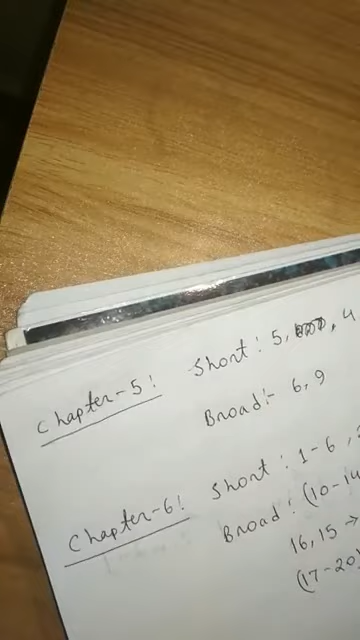 Chapter-5: Short: 5, , 4
Broad:- 6, 9
Chapter-6: Short: 1-6,
Broad: (10-14
16, 15 →
(17-20)